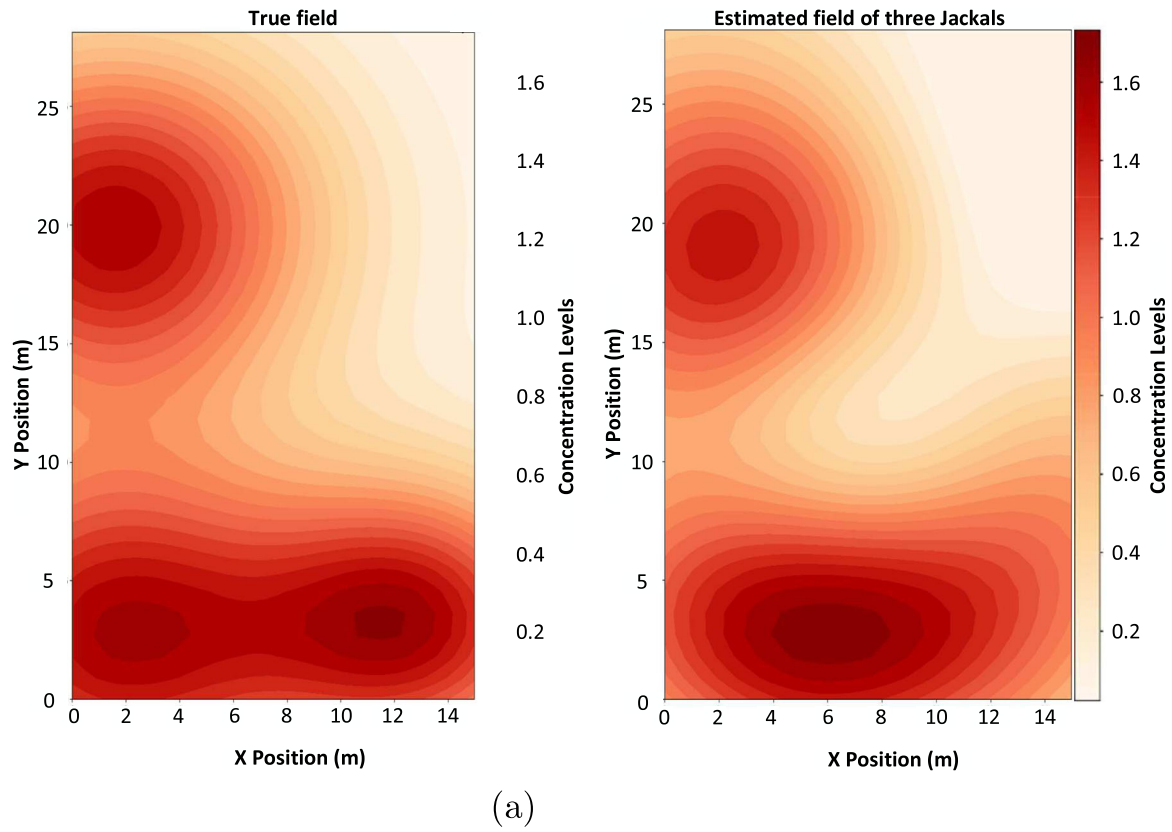 True field
Estimated field of three Jackals
25
20
15
10
5
0
Y Position (m)
0 2 4 6 8 10 12 14
X Position (m)
1.6
1.4
1.2
1.0
0.8
0.6
0.4
0.2
Concentration Levels
25
20
15
10
5
0
Y Position (m)
0 2 4 6 8 10 12 14
X Position (m)
1.6
1.4
1.2
1.0
0.8
0.6
0.4
0.2
Concentration Levels
(a)